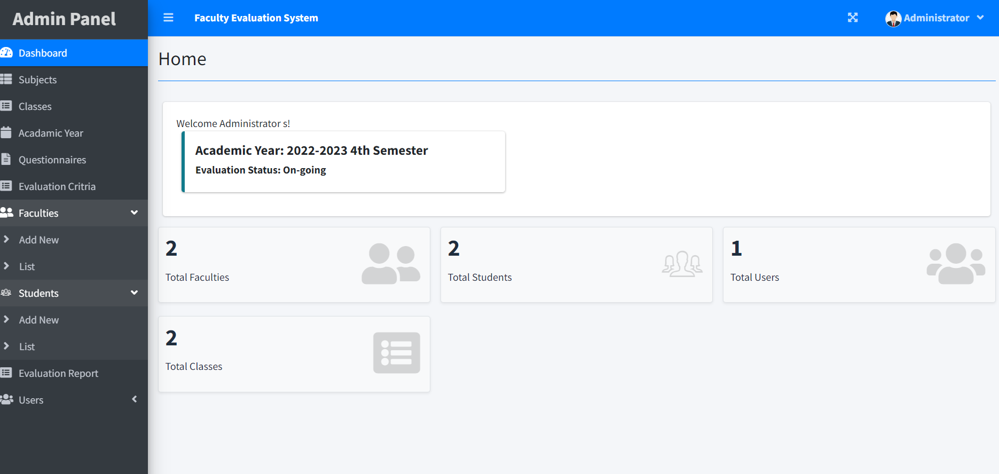 Admin Panel
Faculty Evaluation System
Administrator
Dashboard
Subjects
Classes
Acadamic Year
Questionnaires
Evaluation Critria
Faculties
Add New
List
Students
Add New
List
Evaluation Report
Users
Home
Welcome Administrator s!
Academic Year: 2022-2023 4th Semester
Evaluation Status: On-going
2
Total Faculties
2
Total Students
1
Total Users
2
Total Classes